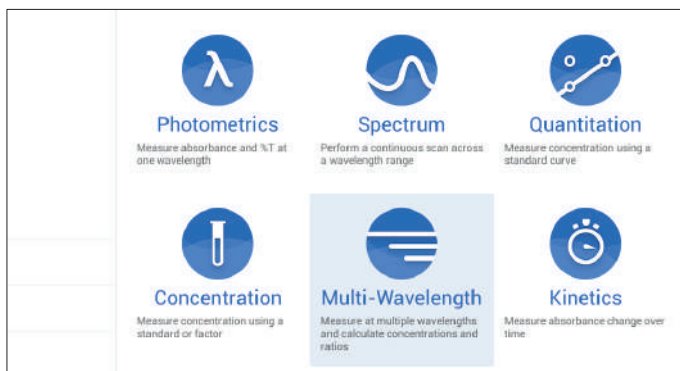 λ
Photometrics
Measure absorbance and %T at
one wavelength
Spectrum
Perform a continuous scan across
a wavelength range
Quantitation
Measure concentration using a
standard curve
Concentration
Measure concentration using a
standard or factor
Multi-Wavelength
Measure at multiple wavelengths
and calculate concentrations and
ratios
Kinetics
Measure absorbance change over
time